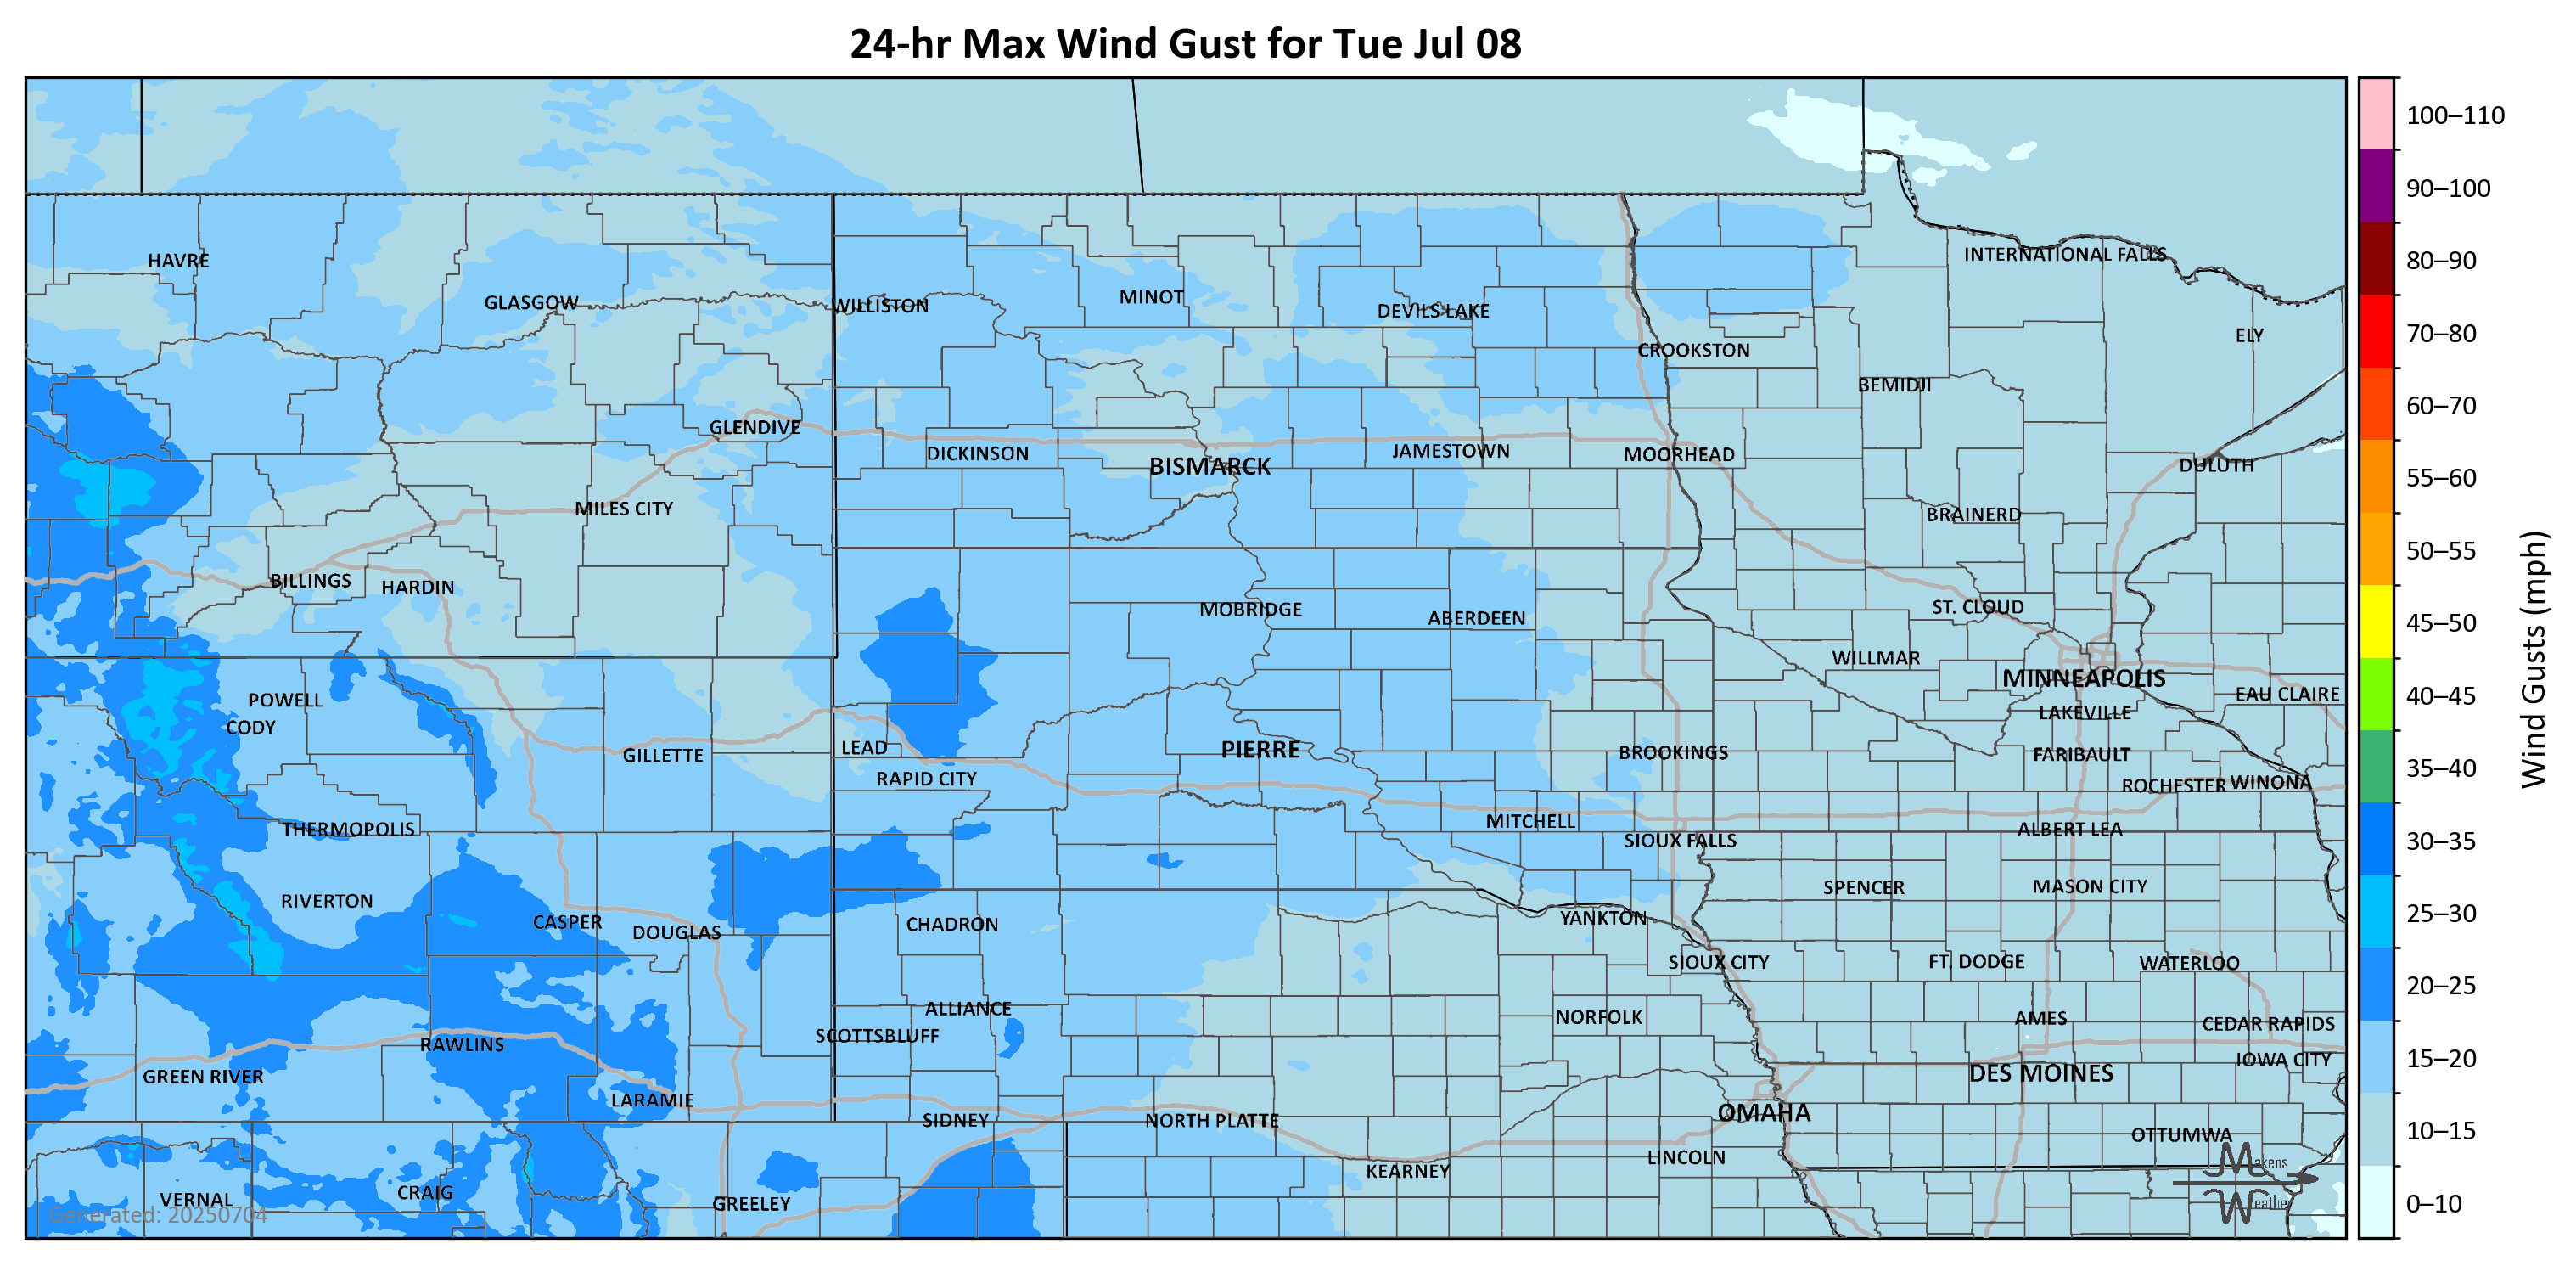 24-hr Max Wind Gust for Tue Jul 08
100–110
90–100
80–90
70–80
60–70
55–60
50–55
45–50
40–45
35–40
30–35
25–30
20–25
15–20
10–15
0–10
Wind Gusts (mph)
HAVRE
INTERNATIONAL FALLS
GLASGOW
WILLISTON
MINOT
DEVILS LAKE
ELY
CROOKSTON
BEMIDJI
GLENDIVE
DICKINSON
BISMARCK
JAMESTOWN
MOORHEAD
DULUTH
MILES CITY
BRAINERD
BILLINGS
HARDIN
MOBRIDGE
ABERDEEN
ST. CLOUD
WILLMAR
MINNEAPOLIS
EAU CLAIRE
POWELL
CODY
LAKEVILLE
GILLETTE
LEAD
PIERRE
BROOKINGS
FARIBAULT
RAPID CITY
ROCHESTER
WINONA
THERMOPOLIS
MITCHELL
SIOUX FALLS
ALBERT LEA
RIVERTON
SPENCER
MASON CITY
CASPER
DOUGLAS
CHADRON
YANKTON
SIOUX CITY
FT. DODGE
WATERLOO
ALLIANCE
NORFOLK
AMES
CEDAR RAPIDS
SCOTTSBLUFF
RAWLINS
IOWA CITY
GREEN RIVER
DES MOINES
LARAMIE
SIDNEY
NORTH PLATTE
OMAHA
OTTUMWA
KEARNEY
LINCOLN
VERNAL
CRAIG
GREELEY
Generated: 20250704
Makens
Weather